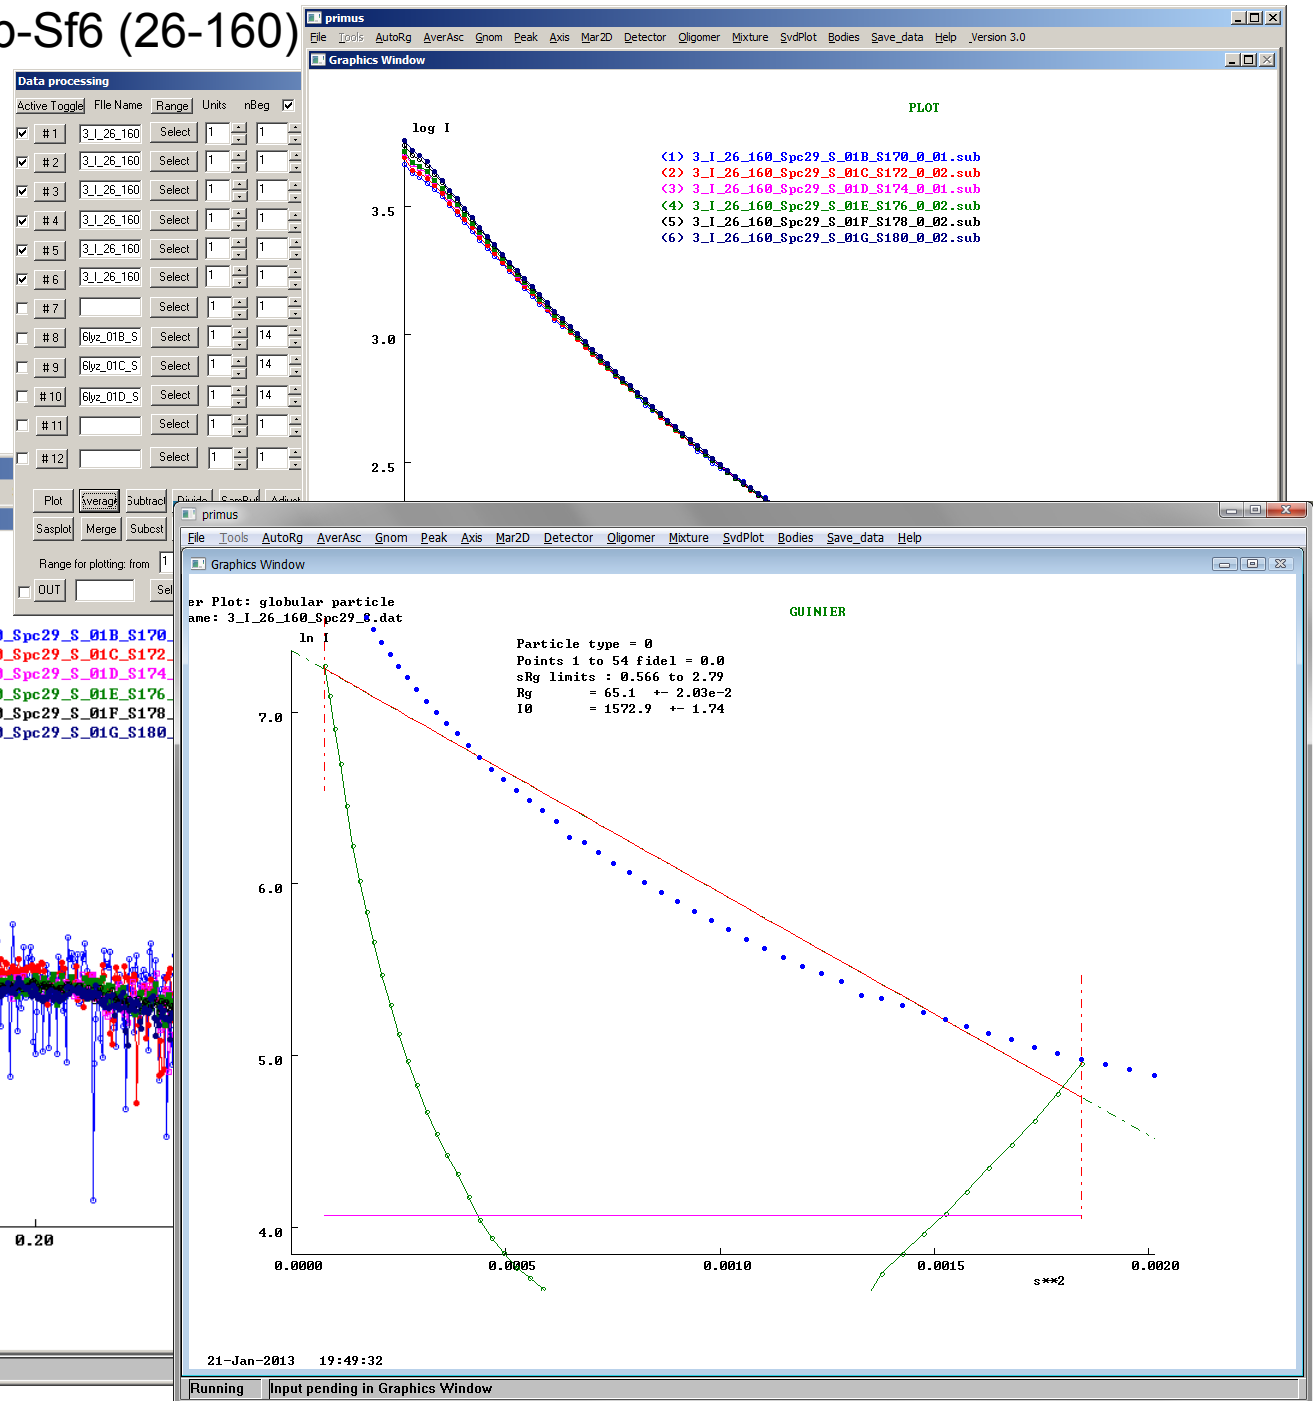 o-Sf6 (26-160)
primus
File Tools AutoRg AverAsc Gnom Peak Axis Mar2D Detector Oligomer Mixture SvdPlot Bodies Save_data Help Version 3.0
Graphics Window
PLOT
log I
(1) 3_I_26_160_Spc29_S_01B_S170_0_01.sub
(2) 3_I_26_160_Spc29_S_01C_S172_0_02.sub
(3) 3_I_26_160_Spc29_S_01D_S174_0_01.sub
(4) 3_I_26_160_Spc29_S_01E_S176_0_02.sub
(5) 3_I_26_160_Spc29_S_01F_S178_0_02.sub
(6) 3_I_26_160_Spc29_S_01G_S180_0_02.sub
3.5
3.0
2.5
Data processing
Active Toggle FIle Name Range Units nBeg
#1 3_I_26_160 Select 1 1
#2 3_I_26_160 Select 1 1
#3 3_I_26_160 Select 1 1
#4 3_I_26_160 Select 1 1
#5 3_I_26_160 Select 1 1
#6 3_I_26_160 Select 1 1
#7 Select 1 1
#8 6lyz_01B_S Select 1 14
#9 6lyz_01C_S Select 1 14
#10 6lyz_01D_S Select 1 14
#11 Select 1 1
#12 Select 1 1
Plot Average Subtract Divide
Sasplot Merge Subcst
Range for plotting: from 1
OUT Sel
0_Spc29_S_01B_S170_
0_Spc29_S_01C_S172_
0_Spc29_S_01D_S174_
0_Spc29_S_01E_S176_
0_Spc29_S_01F_S178_
0_Spc29_S_01G_S180_
0.20
primus
File Tools AutoRg AverAsc Gnom Peak Axis Mar2D Detector Oligomer Mixture SvdPlot Bodies Save_data Help
Graphics Window
er Plot: globular particle
ame: 3_I_26_160_Spc29_S.dat
GUINIER
ln I
Particle type = 0
Points 1 to 54 fidel = 0.0
sRg limits : 0.566 to 2.79
Rg = 65.1 +- 2.03e-2
I0 = 1572.9 +- 1.74
7.0
6.0
5.0
4.0
0.0000 0.0005 0.0010 0.0015 0.0020
s**2
21-Jan-2013 19:49:32
Running Input pending in Graphics Window